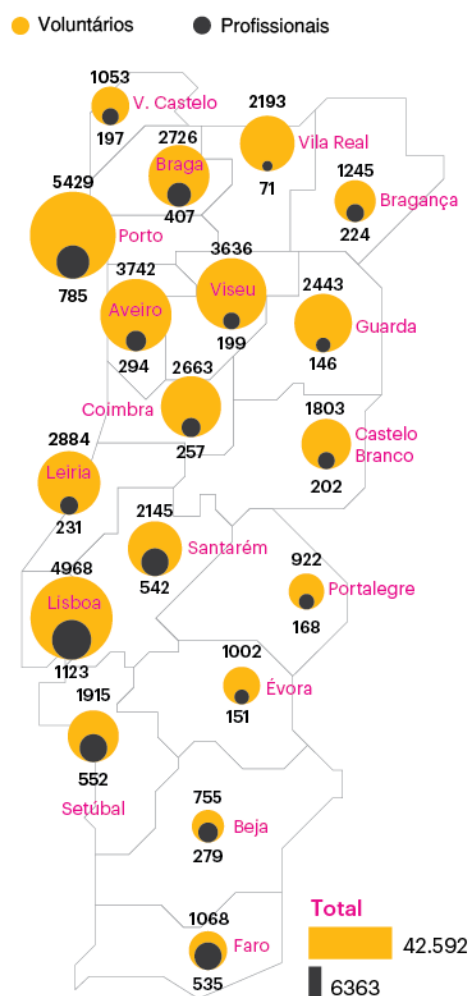 Voluntários
Profissionais
1053
V. Castelo
197
2193
Vila Real
71
2726
Braga
407
1245
Bragança
224
5429
Porto
785
3636
Viseu
199
3742
Aveiro
294
2443
Guarda
146
2663
Coimbra
257
1803
Castelo
Branco
202
2884
Leiria
231
2145
Santarém
542
922
Portalegre
168
4968
Lisboa
1123
1002
Évora
151
1915
552
Setúbal
755
Beja
279
1068
Faro
535
Total
42.592
6363